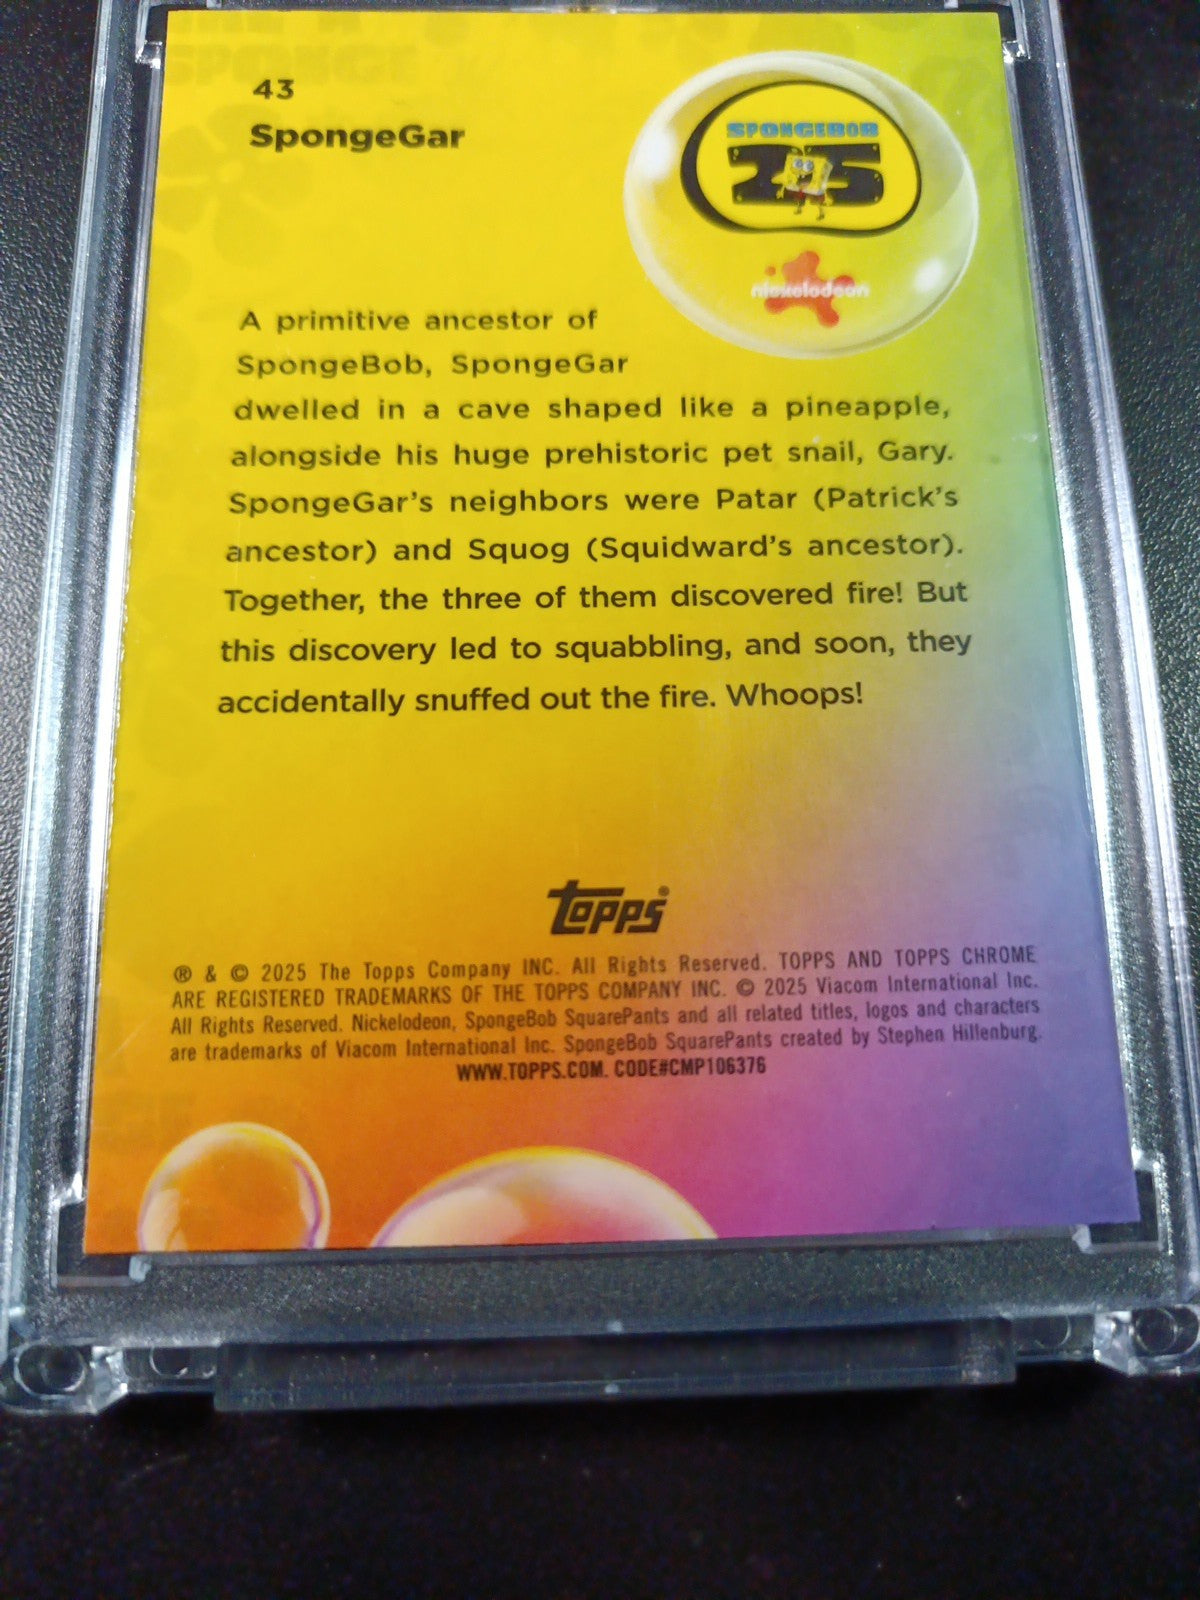 43
SpongeGar
SPONGEBOB
25
nickelodeon
A primitive ancestor of
SpongeBob, SpongeGar
dwelled in a cave shaped like a pineapple,
alongside his huge prehistoric pet snail, Gary.
SpongeGar's neighbors were Patar (Patrick's
ancestor) and Squog (Squidward's ancestor).
Together, the three of them discovered fire! But
this discovery led to squabbling, and soon, they
accidentally snuffed out the fire. Whoops!
Topps®
® & © 2025 The Topps Company INC. All Rights Reserved. TOPPS AND TOPPS CHROME
ARE REGISTERED TRADEMARKS OF THE TOPPS COMPANY INC. © 2025 Viacom International Inc.
All Rights Reserved. Nickelodeon, SpongeBob SquarePants and all related titles, logos and characters
are trademarks of Viacom International Inc. SpongeBob SquarePants created by Stephen Hillenburg.
WWW.TOPPS.COM. CODE#CMP106376